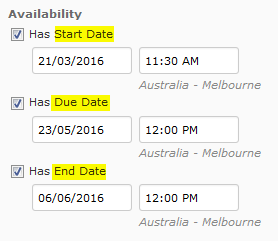 Availability
Has Start Date
21/03/2016 11:30 AM
Australia - Melbourne
Has Due Date
23/05/2016 12:00 PM
Australia - Melbourne
Has End Date
06/06/2016 12:00 PM
Australia - Melbourne